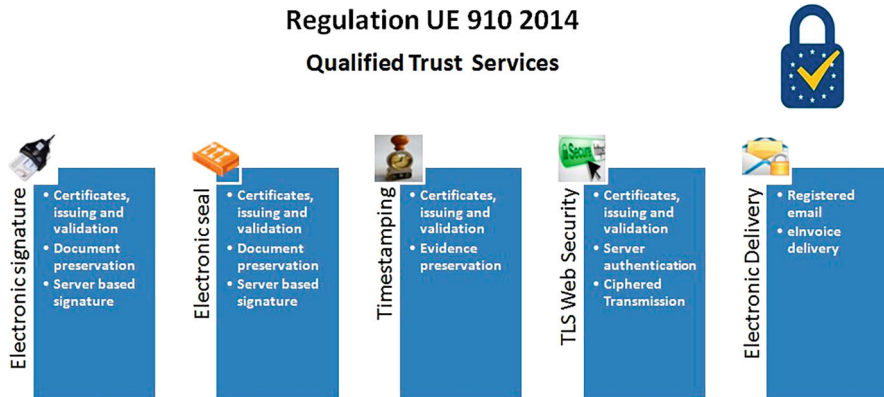 Regulation UE 910 2014
Qualified Trust Services
Electronic signature
• Certificates,
issuing and
validation
• Document
preservation
• Server based
signature
Electronic seal
• Certificates,
issuing and
validation
• Document
preservation
• Server based
signature
Timestamping
• Certificates,
issuing and
validation
• Evidence
preservation
Secure
TLS Web Security
• Certificates,
issuing and
validation
• Server
authentication
• Ciphered
Transmission
Electronic Delivery
• Registered
email
• eInvoice
delivery